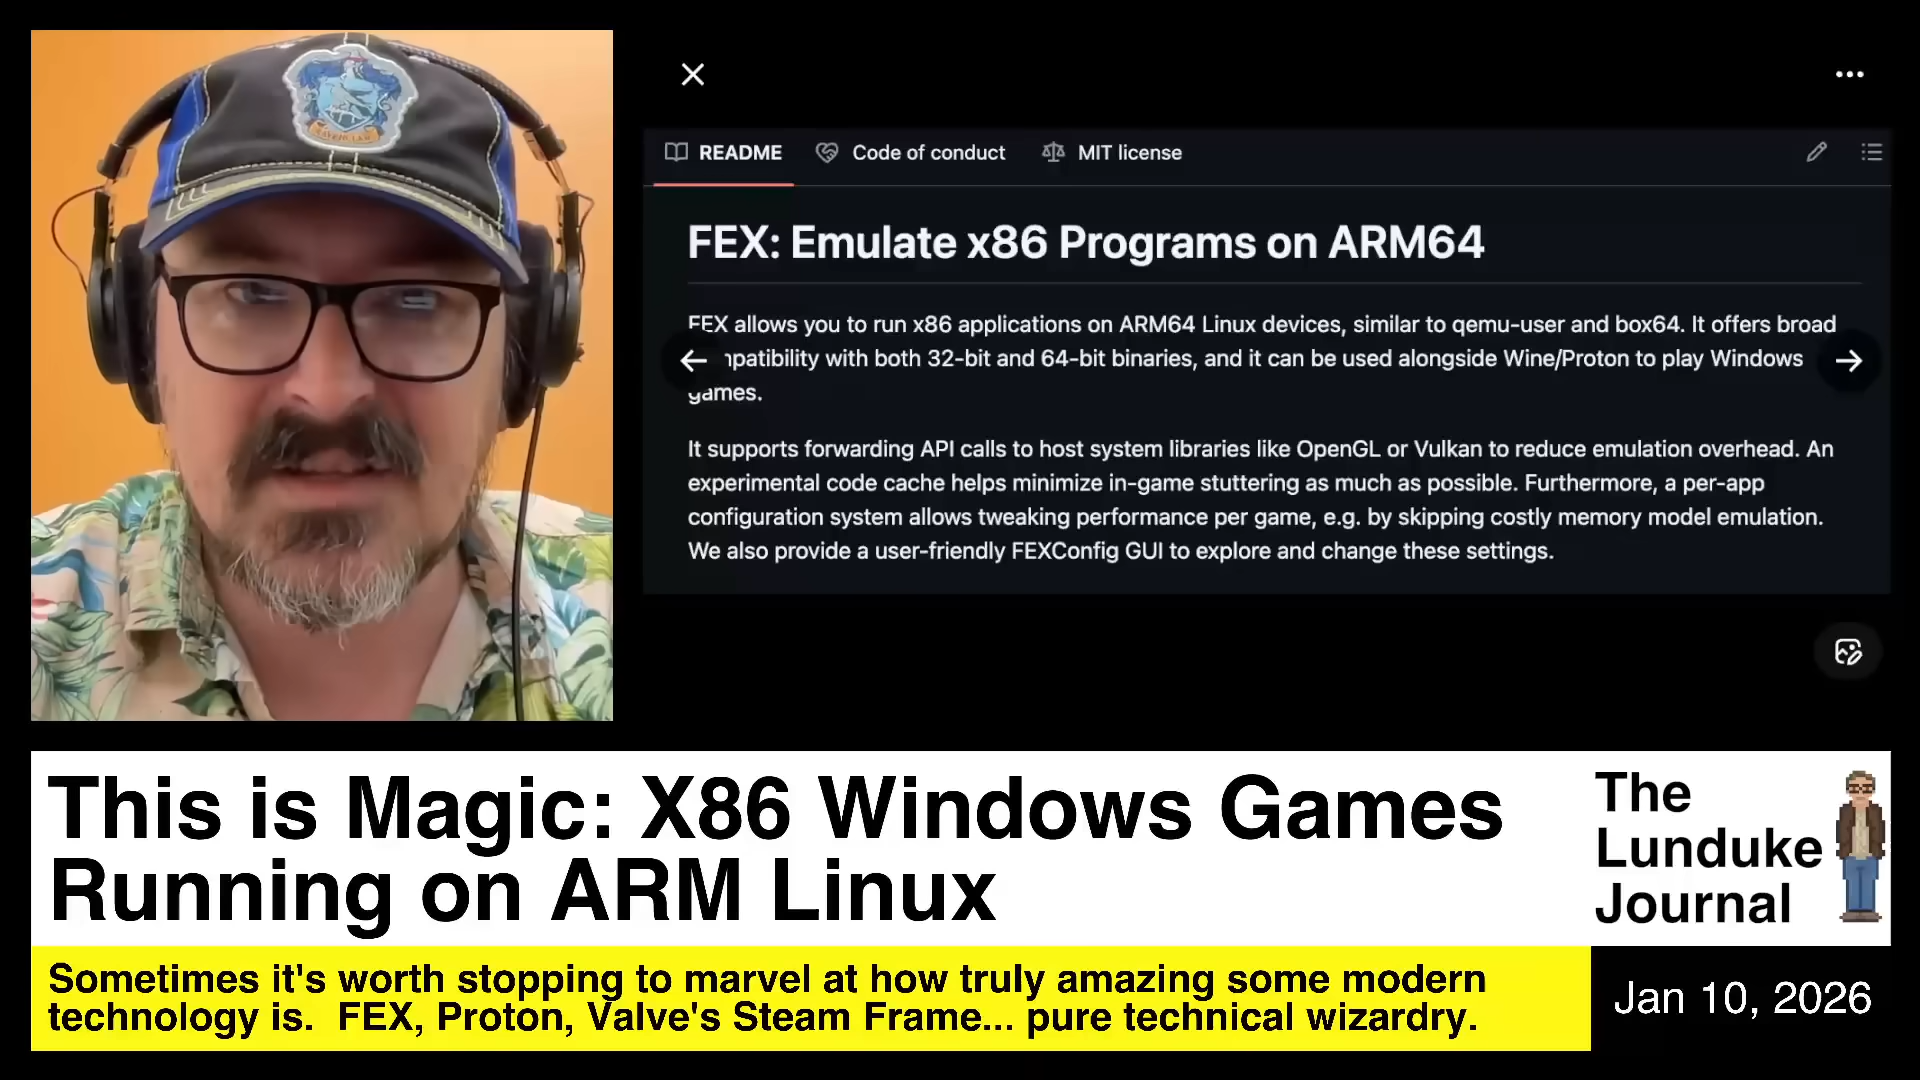 README
Code of conduct
MIT license
FEX: Emulate x86 Programs on ARM64
FEX allows you to run x86 applications on ARM64 Linux devices, similar to qemu-user and box64. It offers broad
mpatibility with both 32-bit and 64-bit binaries, and it can be used alongside Wine/Proton to play Windows
games.
It supports forwarding API calls to host system libraries like OpenGL or Vulkan to reduce emulation overhead. An
experimental code cache helps minimize in-game stuttering as much as possible. Furthermore, a per-app
configuration system allows tweaking performance per game, e.g. by skipping costly memory model emulation.
We also provide a user-friendly FEXConfig GUI to explore and change these settings.
This is Magic: X86 Windows Games
Running on ARM Linux
The
Lunduke
Journal
Sometimes it's worth stopping to marvel at how truly amazing some modern
technology is.  FEX, Proton, Valve's Steam Frame... pure technical wizardry.
Jan 10, 2026